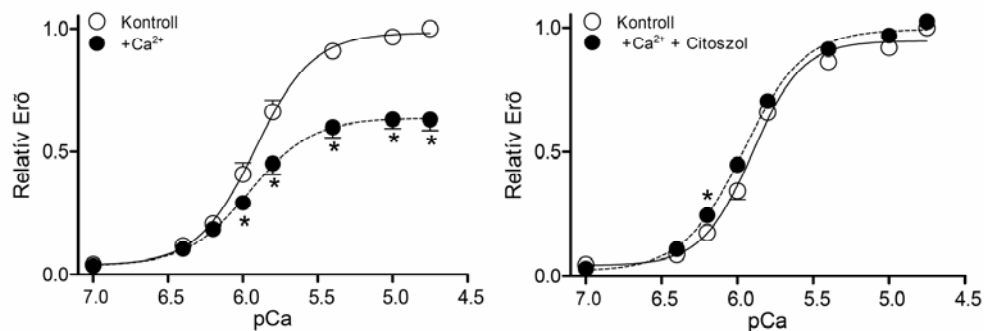 Kontroll
+Ca²⁺
Relatív Erõ
1.0
0.5
0.0
*
*
*
*
*
7.0 6.5 6.0 5.5 5.0 4.5
pCa
Kontroll
+Ca²⁺ + Citoszol
Relatív Erõ
1.0
0.5
0.0
*
7.0 6.5 6.0 5.5 5.0 4.5
pCa